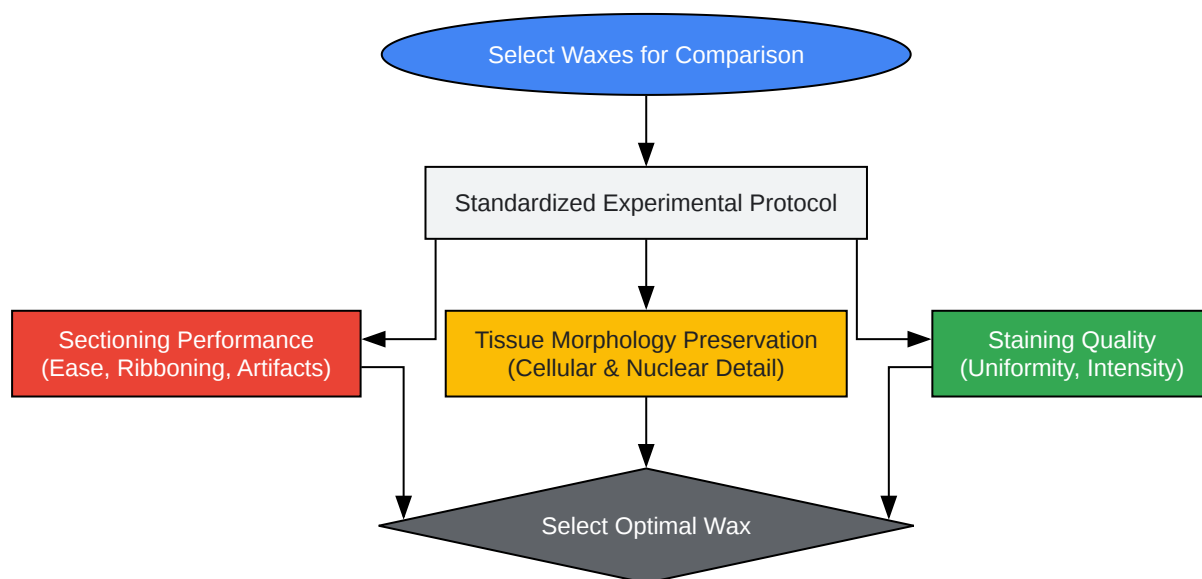 Select Waxes for Comparison
Standardized Experimental Protocol
Sectioning Performance
(Ease, Ribboning, Artifacts)
Tissue Morphology Preservation
(Cellular & Nuclear Detail)
Staining Quality
(Uniformity, Intensity)
Select Optimal Wax